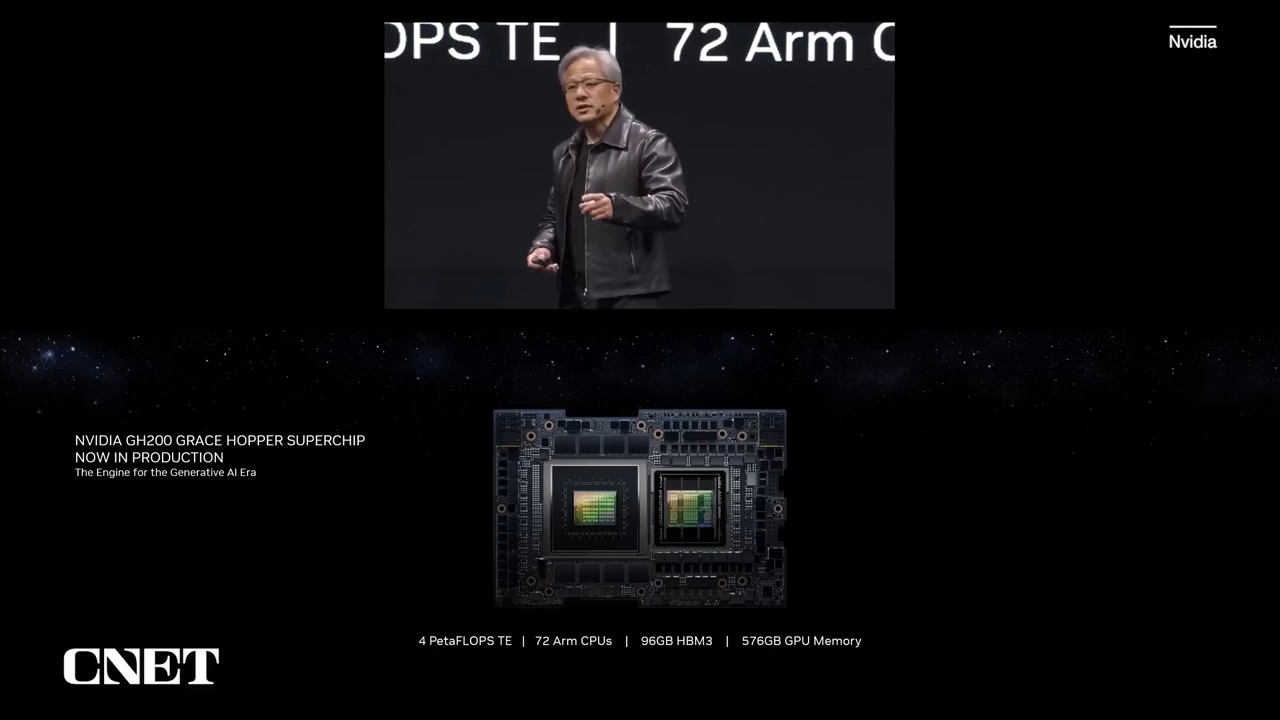 OPS TE | 72 Arm C
Nvidia
NVIDIA GH200 GRACE HOPPER SUPERCHIP
NOW IN PRODUCTION
The Engine for the Generative AI Era
4 PetaFLOPS TE | 72 Arm CPUs | 96GB HBM3 | 576GB GPU Memory
CNET